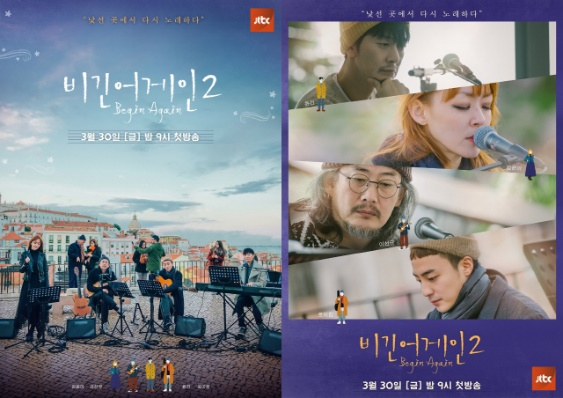 "낯선 곳에서 다시 노래하다"
jtbc
비긴어게인2
Begin Again
3월 30일 [금] 밤 9시 첫방송
"낯선 곳에서 다시 노래하다"
비긴어게인2
Begin Again
3월 30일 [금] 밤 9시 첫방송
jtbc